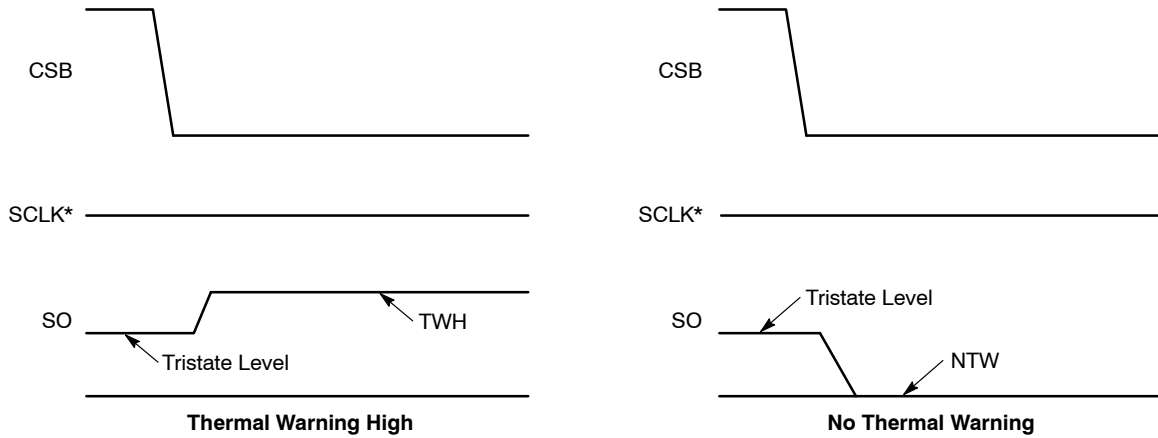 CSB
SCLK*
SO
TWH
Tristate Level
Thermal Warning High
CSB
SCLK*
SO
Tristate Level
NTW
No Thermal Warning